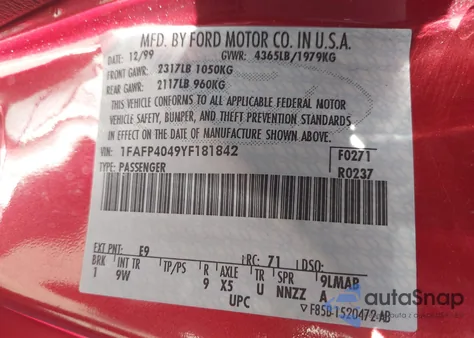 MFD. BY FORD MOTOR CO. IN U.S.A.
12/99 GVWR: 4365LB/1979KG
FRONT GAWR: 2317LB 1050KG
REAR GAWR: 2117LB 960KG
THIS VEHICLE CONFORMS TO ALL APPLICABLE FEDERAL MOTOR
VEHICLE SAFETY, BUMPER, AND THEFT PREVENTION STANDARDS
IN EFFECT ON THE DATE OF MANUFACTURE SHOWN ABOVE.
VIN: 1FAFP4049YF181842 F0271
TYPE: PASSENGER R0237
EXT PNT: E9 RC: 71 DSO:
BRK INT TR TP/PS R AXLE TR SPR 9LMAB
1 9W 9 X5 U NNZZ A
UPC F85B-1520472-AB
autoSnap